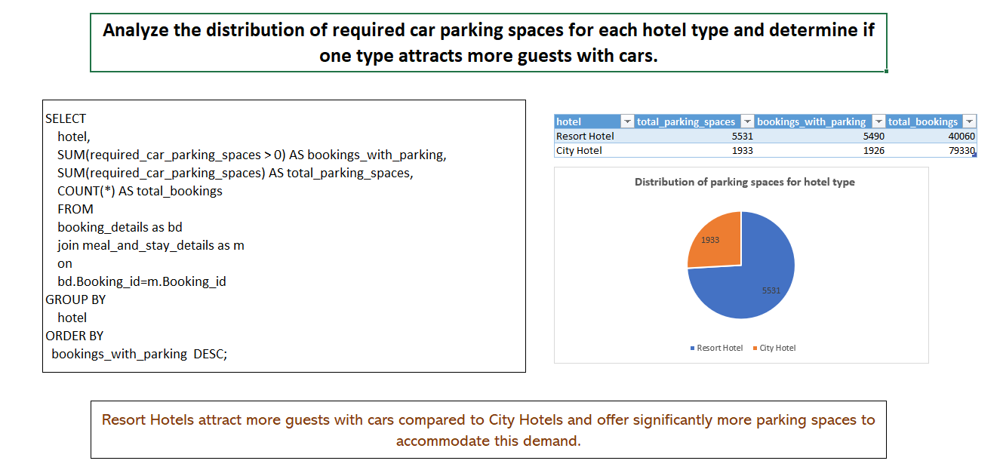 Analyze the distribution of required car parking spaces for each hotel type and determine if
one type attracts more guests with cars.
SELECT
hotel,
SUM(required_car_parking_spaces > 0) AS bookings_with_parking,
SUM(required_car_parking_spaces) AS total_parking_spaces,
COUNT(*) AS total_bookings
FROM
booking_details as bd
join meal_and_stay_details as m
on
bd.Booking_id=m.Booking_id
GROUP BY
hotel
ORDER BY
bookings_with_parking DESC;
hotel total_parking_spaces bookings_with_parking total_bookings
Resort Hotel 5531 5490 40060
City Hotel 1933 1926 79330
Distribution of parking spaces for hotel type
1933
5531
Resort Hotel City Hotel
Resort Hotels attract more guests with cars compared to City Hotels and offer significantly more parking spaces to
accommodate this demand.